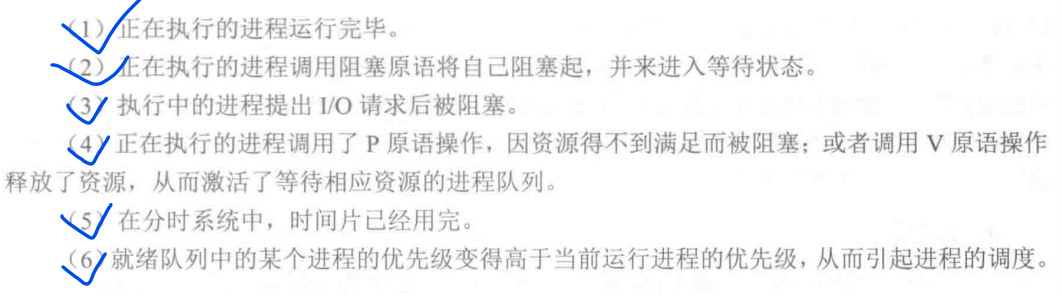 (1) 正在执行的进程运行完毕。
(2) 正在执行的进程调用阻塞原语将自己阻塞起，并来进入等待状态。
(3) 执行中的进程提出 I/O 请求后被阻塞。
(4) 正在执行的进程调用了 P 原语操作，因资源得不到满足而被阻塞；或者调用 V 原语操作
释放了资源，从而激活了等待相应资源的进程队列。
(5) 在分时系统中，时间片已经用完。
(6) 就绪队列中的某个进程的优先级变得高于当前运行进程的优先级，从而引起进程的调度。